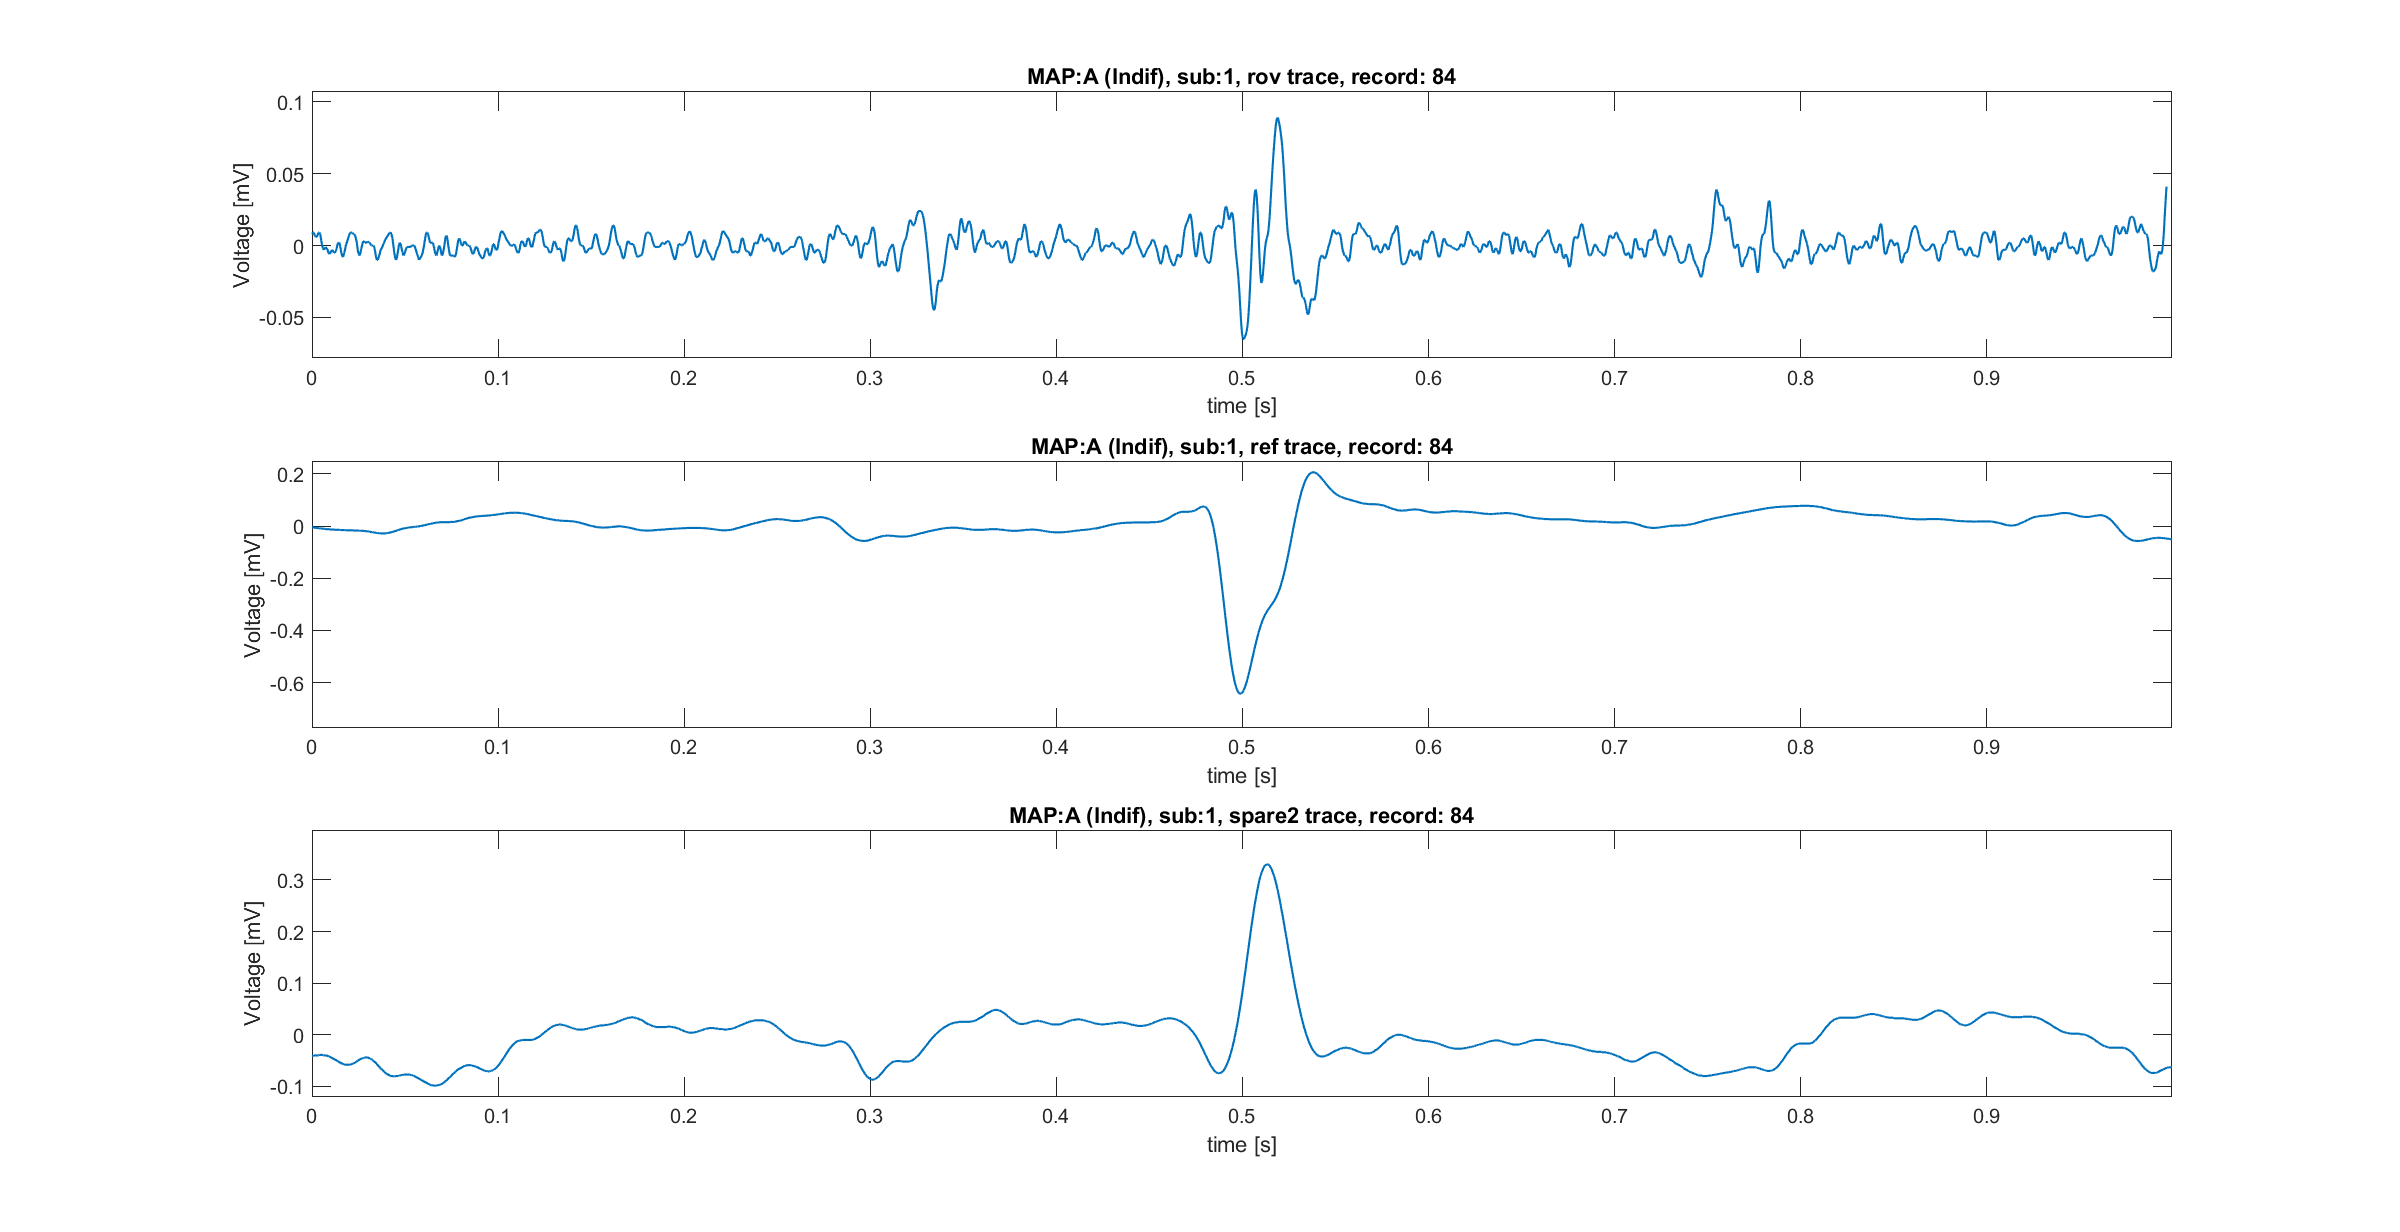 MAP:A (Indif), sub:1, rov trace, record: 84
0.1
0.05
0
-0.05
Voltage [mV]
0 0.1 0.2 0.3 0.4 0.5 0.6 0.7 0.8 0.9
time [s]
MAP:A (Indif), sub:1, ref trace, record: 84
0.2
0
-0.2
-0.4
-0.6
Voltage [mV]
0 0.1 0.2 0.3 0.4 0.5 0.6 0.7 0.8 0.9
time [s]
MAP:A (Indif), sub:1, spare2 trace, record: 84
0.3
0.2
0.1
0
-0.1
Voltage [mV]
0 0.1 0.2 0.3 0.4 0.5 0.6 0.7 0.8 0.9
time [s]